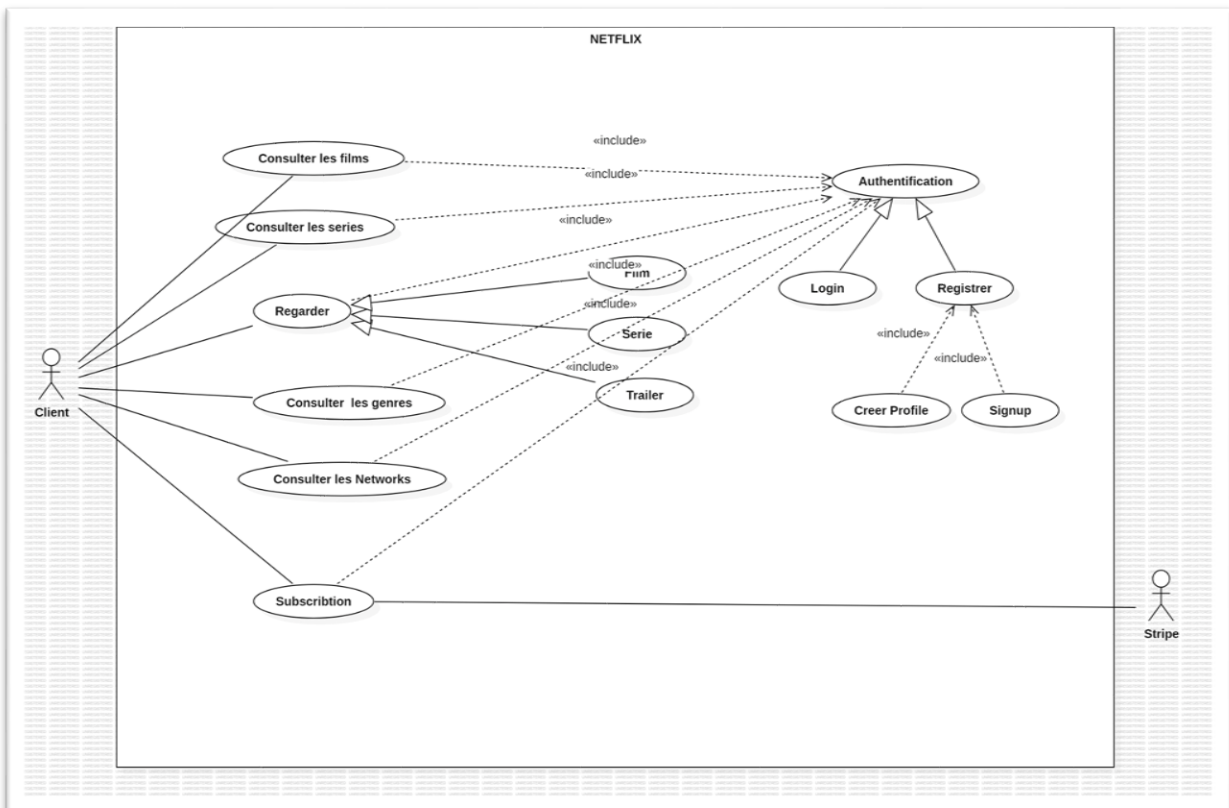 NETFLIX
«include»
Consulter les films
«include»
Authentification
«include»
Consulter les series
«include»
Film
Login
Registrer
«include»
Regarder
Serie
«include»
«include»
«include»
Trailer
Consulter les genres
Client
Creer Profile
Signup
Consulter les Networks
Subscribtion
Stripe